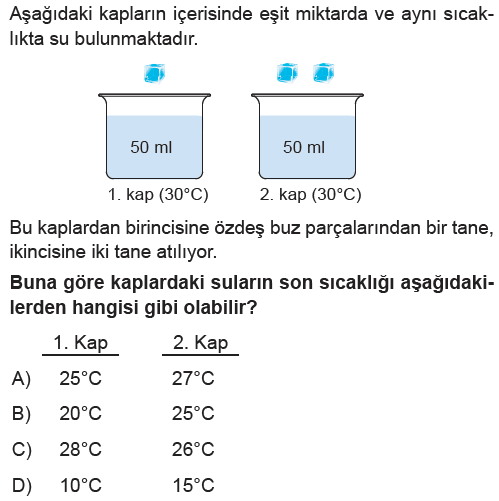 Aşağıdaki kapların içerisinde eşit miktarda ve aynı sıcak-
lıkta su bulunmaktadır.
50 ml 50 ml
1. kap (30°C) 2. kap (30°C)
Bu kaplardan birincisine özdeş buz parçalarından bir tane,
ikincisine iki tane atılıyor.
Buna göre kaplardaki suların son sıcaklığı aşağıdaki-
lerden hangisi gibi olabilir?
1. Kap 2. Kap
A) 25°C 27°C
B) 20°C 25°C
C) 28°C 26°C
D) 10°C 15°C